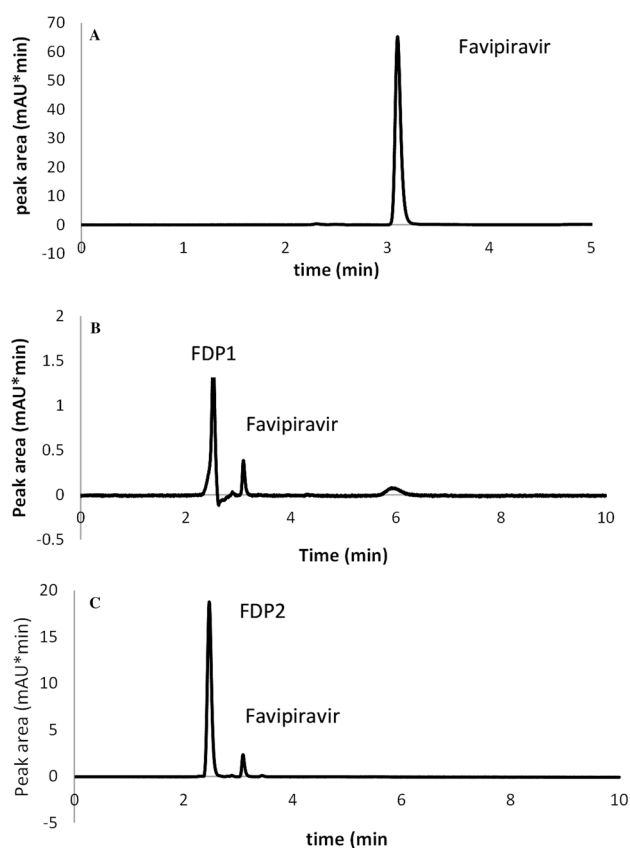 A
Favipiravir
peak area (mAU*min)
70
60
50
40
30
20
10
0
-10
0 1 2 3 4 5
time (min)
B
FDP1
Favipiravir
Peak area (mAU*min)
2
1.5
1
0.5
0
-0.5
0 2 4 6 8 10
Time (min)
C
FDP2
Favipiravir
Peak area (mAU*min)
20
15
10
5
0
-5
0 2 4 6 8 10
time (min